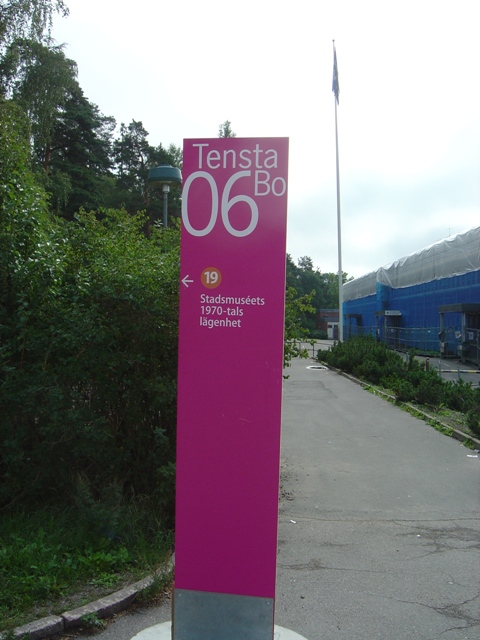 Tensta
06 Bo
← 19
Stadsmuséets
1970-tals
lägenhet